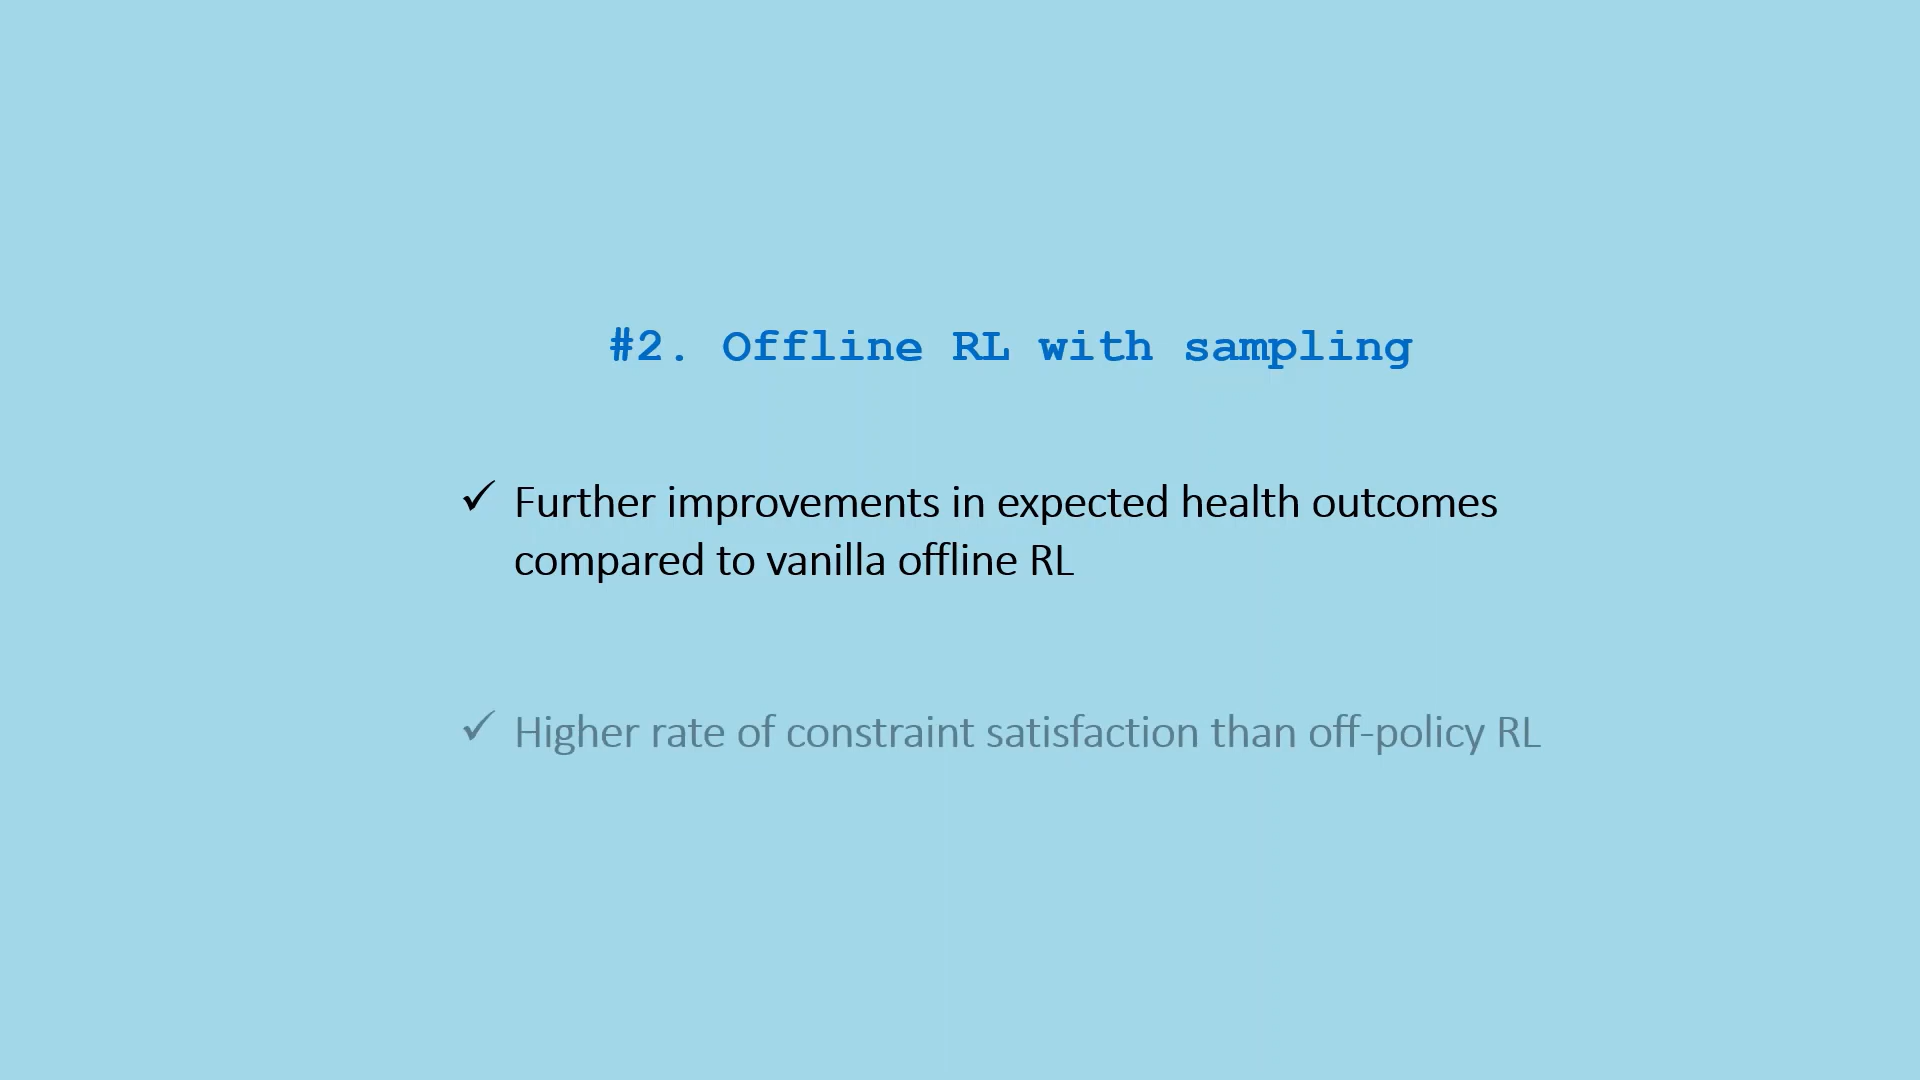 #2. Offline RL with sampling
✓ Further improvements in expected health outcomes
compared to vanilla offline RL
✓ Higher rate of constraint satisfaction than off-policy RL